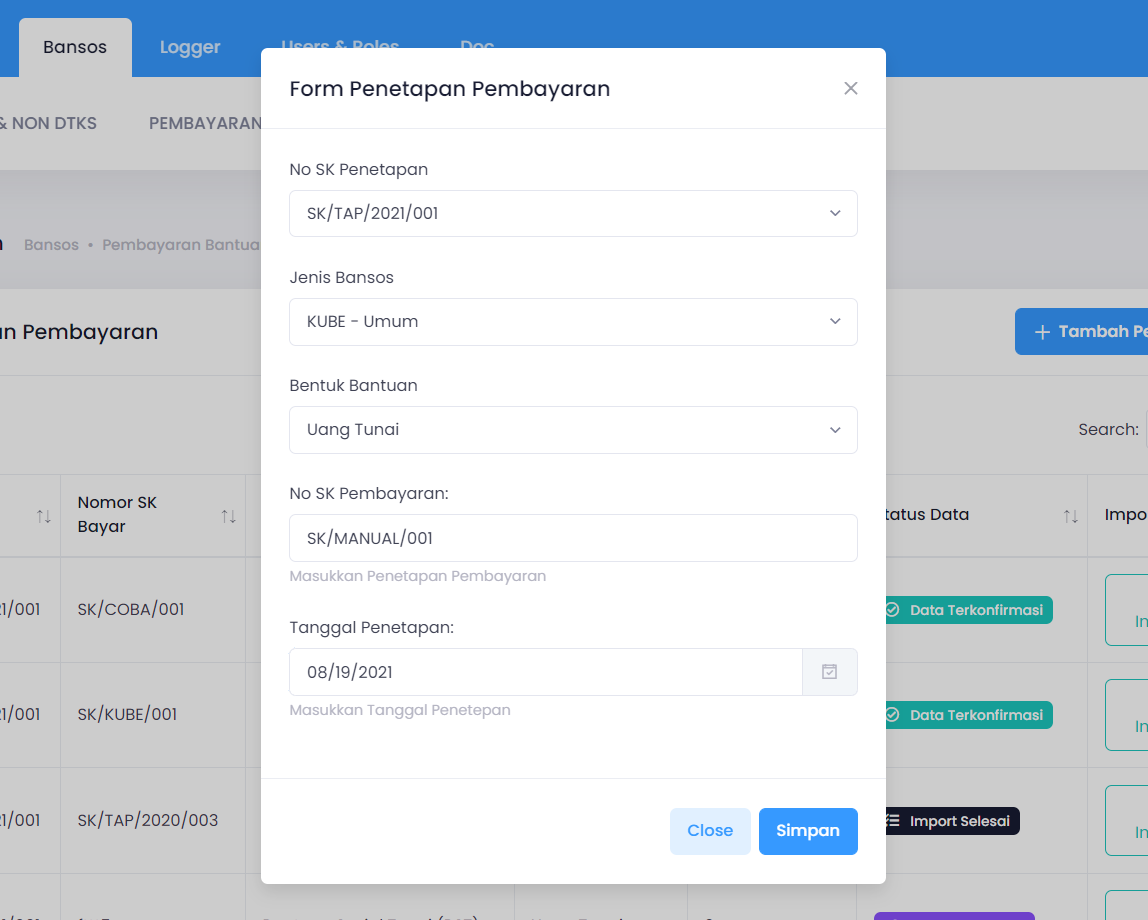 Bansos
Logger
Users & Roles
Doc
& NON DTKS
PEMBAYARAN
Form Penetapan Pembayaran
No SK Penetapan
SK/TAP/2021/001
Jenis Bansos
KUBE - Umum
Bentuk Bantuan
Uang Tunai
No SK Pembayaran:
SK/MANUAL/001
Masukkan Penetapan Pembayaran
Tanggal Penetapan:
08/19/2021
Masukkan Tanggal Penetepan
Close
Simpan
Bansos • Pembayaran Bantua
an Pembayaran
Tambah Pe
Search:
Nomor SK
Bayar
tatus Data
Impo
21/001
SK/COBA/001
Data Terkonfirmasi
In
21/001
SK/KUBE/001
Data Terkonfirmasi
In
21/001
SK/TAP/2020/003
Import Selesai
In